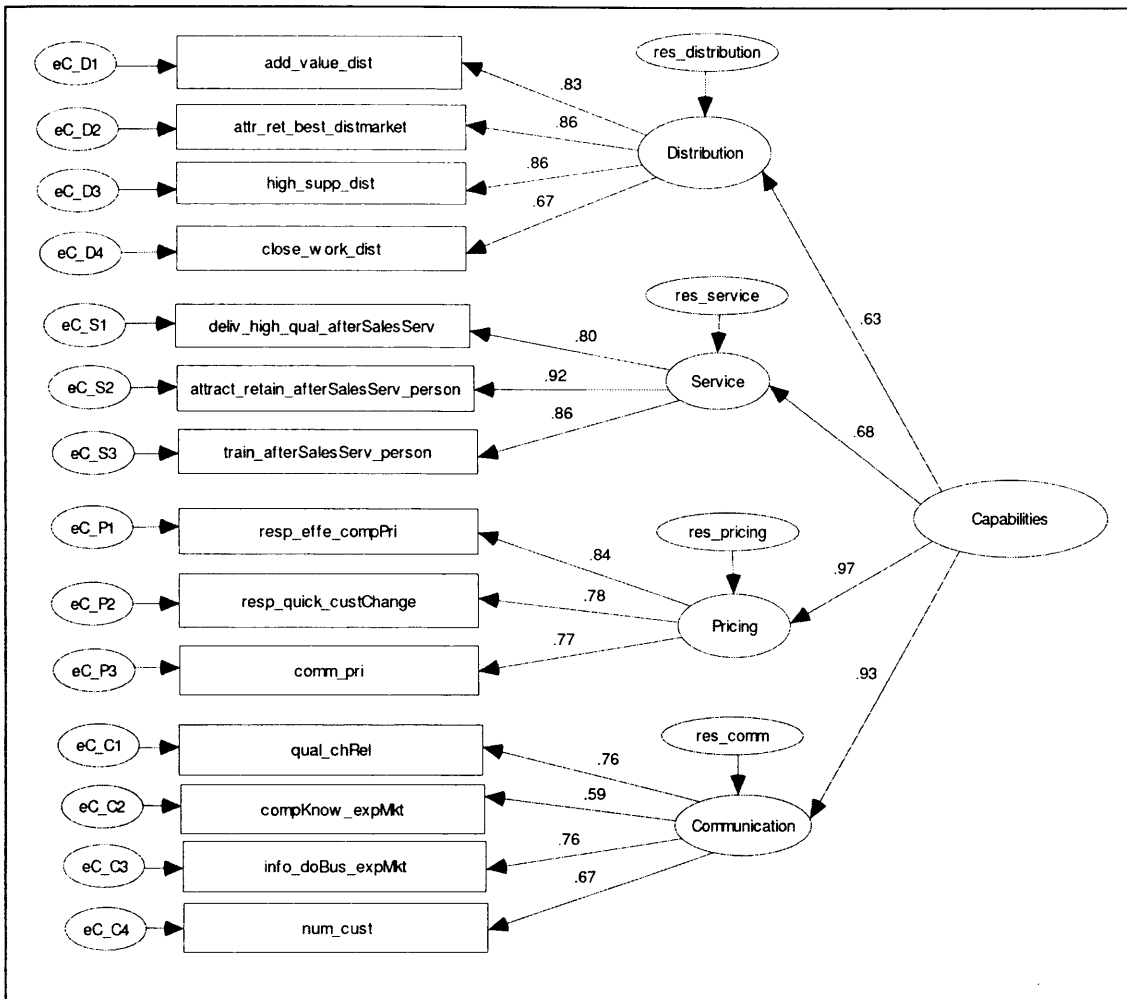 res_distribution
eC_D1
add_value_dist
.83
eC_D2
attr_ret_best_distmarket
.86
Distribution
eC_D3
high_supp_dist
.86
.67
eC_D4
close_work_dist
res_service
eC_S1
deliv_high_qual_afterSalesServ
.80
.63
eC_S2
attract_retain_afterSalesServ_person
.92
Service
.86
.68
eC_S3
train_afterSalesServ_person
eC_P1
resp_effe_compPri
Capabilities
res_pricing
.84
.97
eC_P2
resp_quick_custChange
.78
Pricing
.77
eC_P3
comm_pri
.93
eC_C1
qual_chRel
res_comm
.76
eC_C2
compKnow_expMkt
.59
Communication
.76
eC_C3
info_doBus_expMkt
.67
eC_C4
num_cust